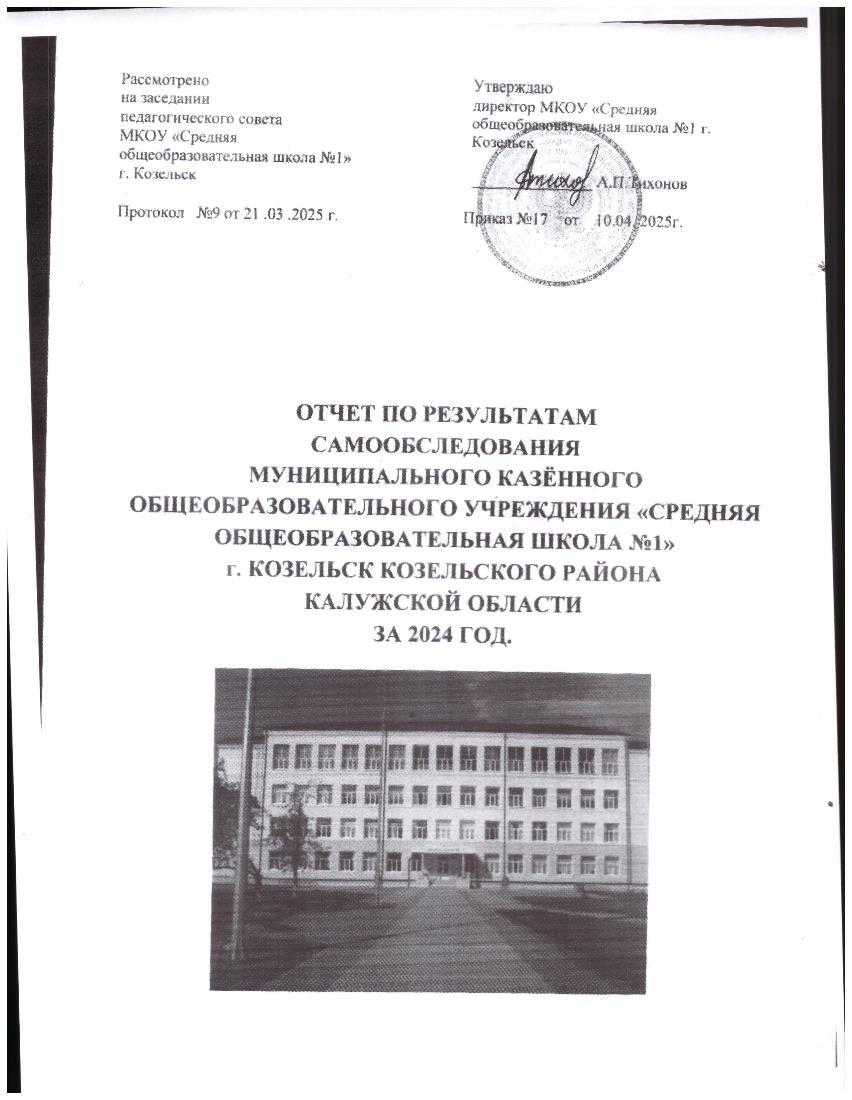 Рассмотрено
на заседании
педагогического совета
МКОУ «Средняя
общеобразовательная школа №1»
г. Козельск
Протокол №9 от 21 .03 .2025 г.
Утверждаю
директор МКОУ «Средняя
общеобразовательная школа №1 г.
Козельск
А.П.Тихонов
Приказ №17 от 10.04. 2025г.
ОТЧЕТ ПО РЕЗУЛЬТАТАМ
САМООБСЛЕДОВАНИЯ
МУНИЦИПАЛЬНОГО КАЗЁННОГО
ОБЩЕОБРАЗОВАТЕЛЬНОГО УЧРЕЖДЕНИЯ «СРЕДНЯЯ
ОБЩЕОБРАЗОВАТЕЛЬНАЯ ШКОЛА №1»
г. КОЗЕЛЬСК КОЗЕЛЬСКОГО РАЙОНА
КАЛУЖСКОЙ ОБЛАСТИ
ЗА 2024 ГОД.